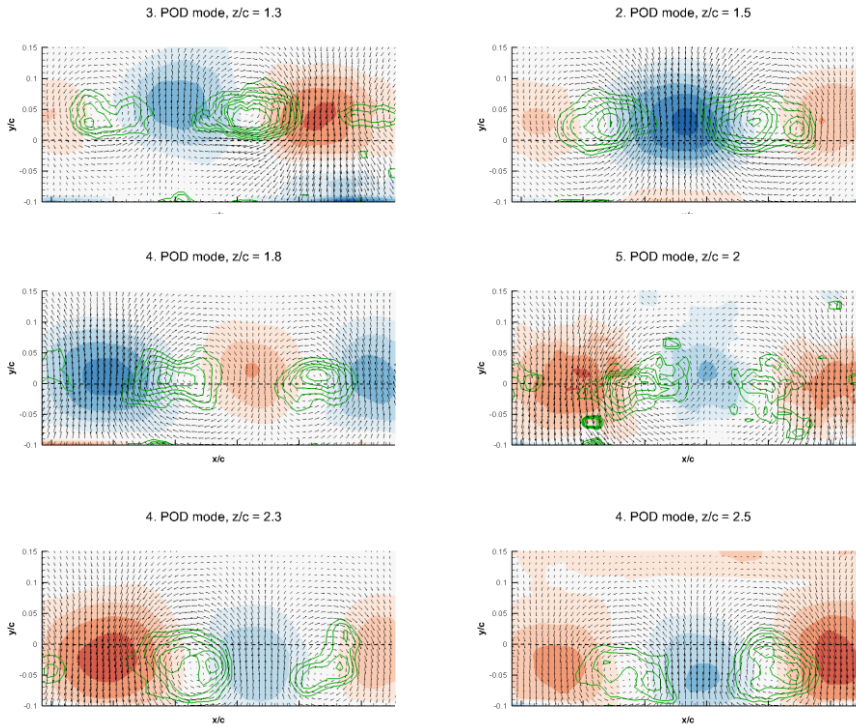 3. POD mode, z/c = 1.3
2. POD mode, z/c = 1.5
y/c
0.15
0.1
0.05
0
-0.05
-0.1
y/c
0.15
0.1
0.05
0
-0.05
-0.1
4. POD mode, z/c = 1.8
5. POD mode, z/c = 2
y/c
0.15
0.1
0.05
0
-0.05
-0.1
x/c
y/c
0.15
0.1
0.05
0
-0.05
-0.1
x/c
4. POD mode, z/c = 2.3
4. POD mode, z/c = 2.5
y/c
0.15
0.1
0.05
0
-0.05
-0.1
x/c
y/c
0.15
0.1
0.05
0
-0.05
-0.1
x/c